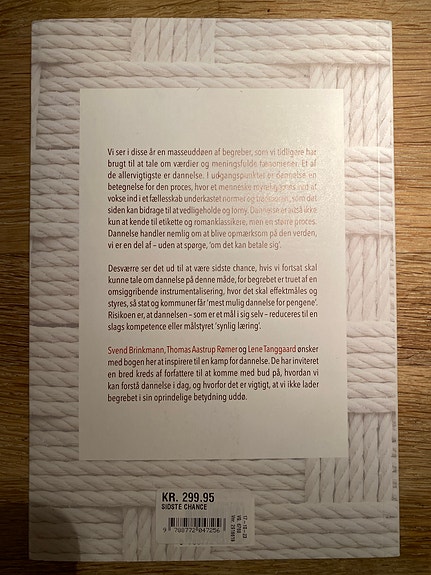 Vi ser i disse år en masseuddøen af begreber, som vi tidligere har
brugt til at tale om værdier og meningsfulde fænomener. Et af
de allervigtigste er dannelse. I udgangspunktet er dannelse en
betegnelse for den proces, hvor et menneske myndiggøres ved at
vokse ind i et fællesskab underkastet normer og traditioner, som det
siden kan bidrage til at vedligeholde og forny. Dannelse er altså ikke
kun at kende til etikette og romanklassikere, men en større proces.
Dannelse handler nemlig om at blive opmærksom på den verden,
vi er en del af – uden at spørge, 'om det kan betale sig'.
Desværre ser det ud til at være sidste chance, hvis vi fortsat skal
kunne tale om dannelse på denne måde, for begrebet er truet af en
omsiggribende instrumentalisering, hvor det skal effektmåles og
styres, så stat og kommuner får 'mest mulig dannelse for pengene'.
Risikoen er, at dannelsen – som er et mål i sig selv – reduceres til en
slags kompetence eller målstyret 'synlig læring'.
Svend Brinkmann, Thomas Aastrup Rømer og Lene Tanggaard ønsker
med bogen her at inspirere til en kamp for dannelse. De har inviteret
en bred kreds af forfattere til at komme med bud på, hvordan vi
kan forstå dannelse i dag, og hvorfor det er vigtigt, at vi ikke lader
begrebet i sin oprindelige betydning uddø.
KR. 299.95
SIDSTE CHANCE
9 788772 047256